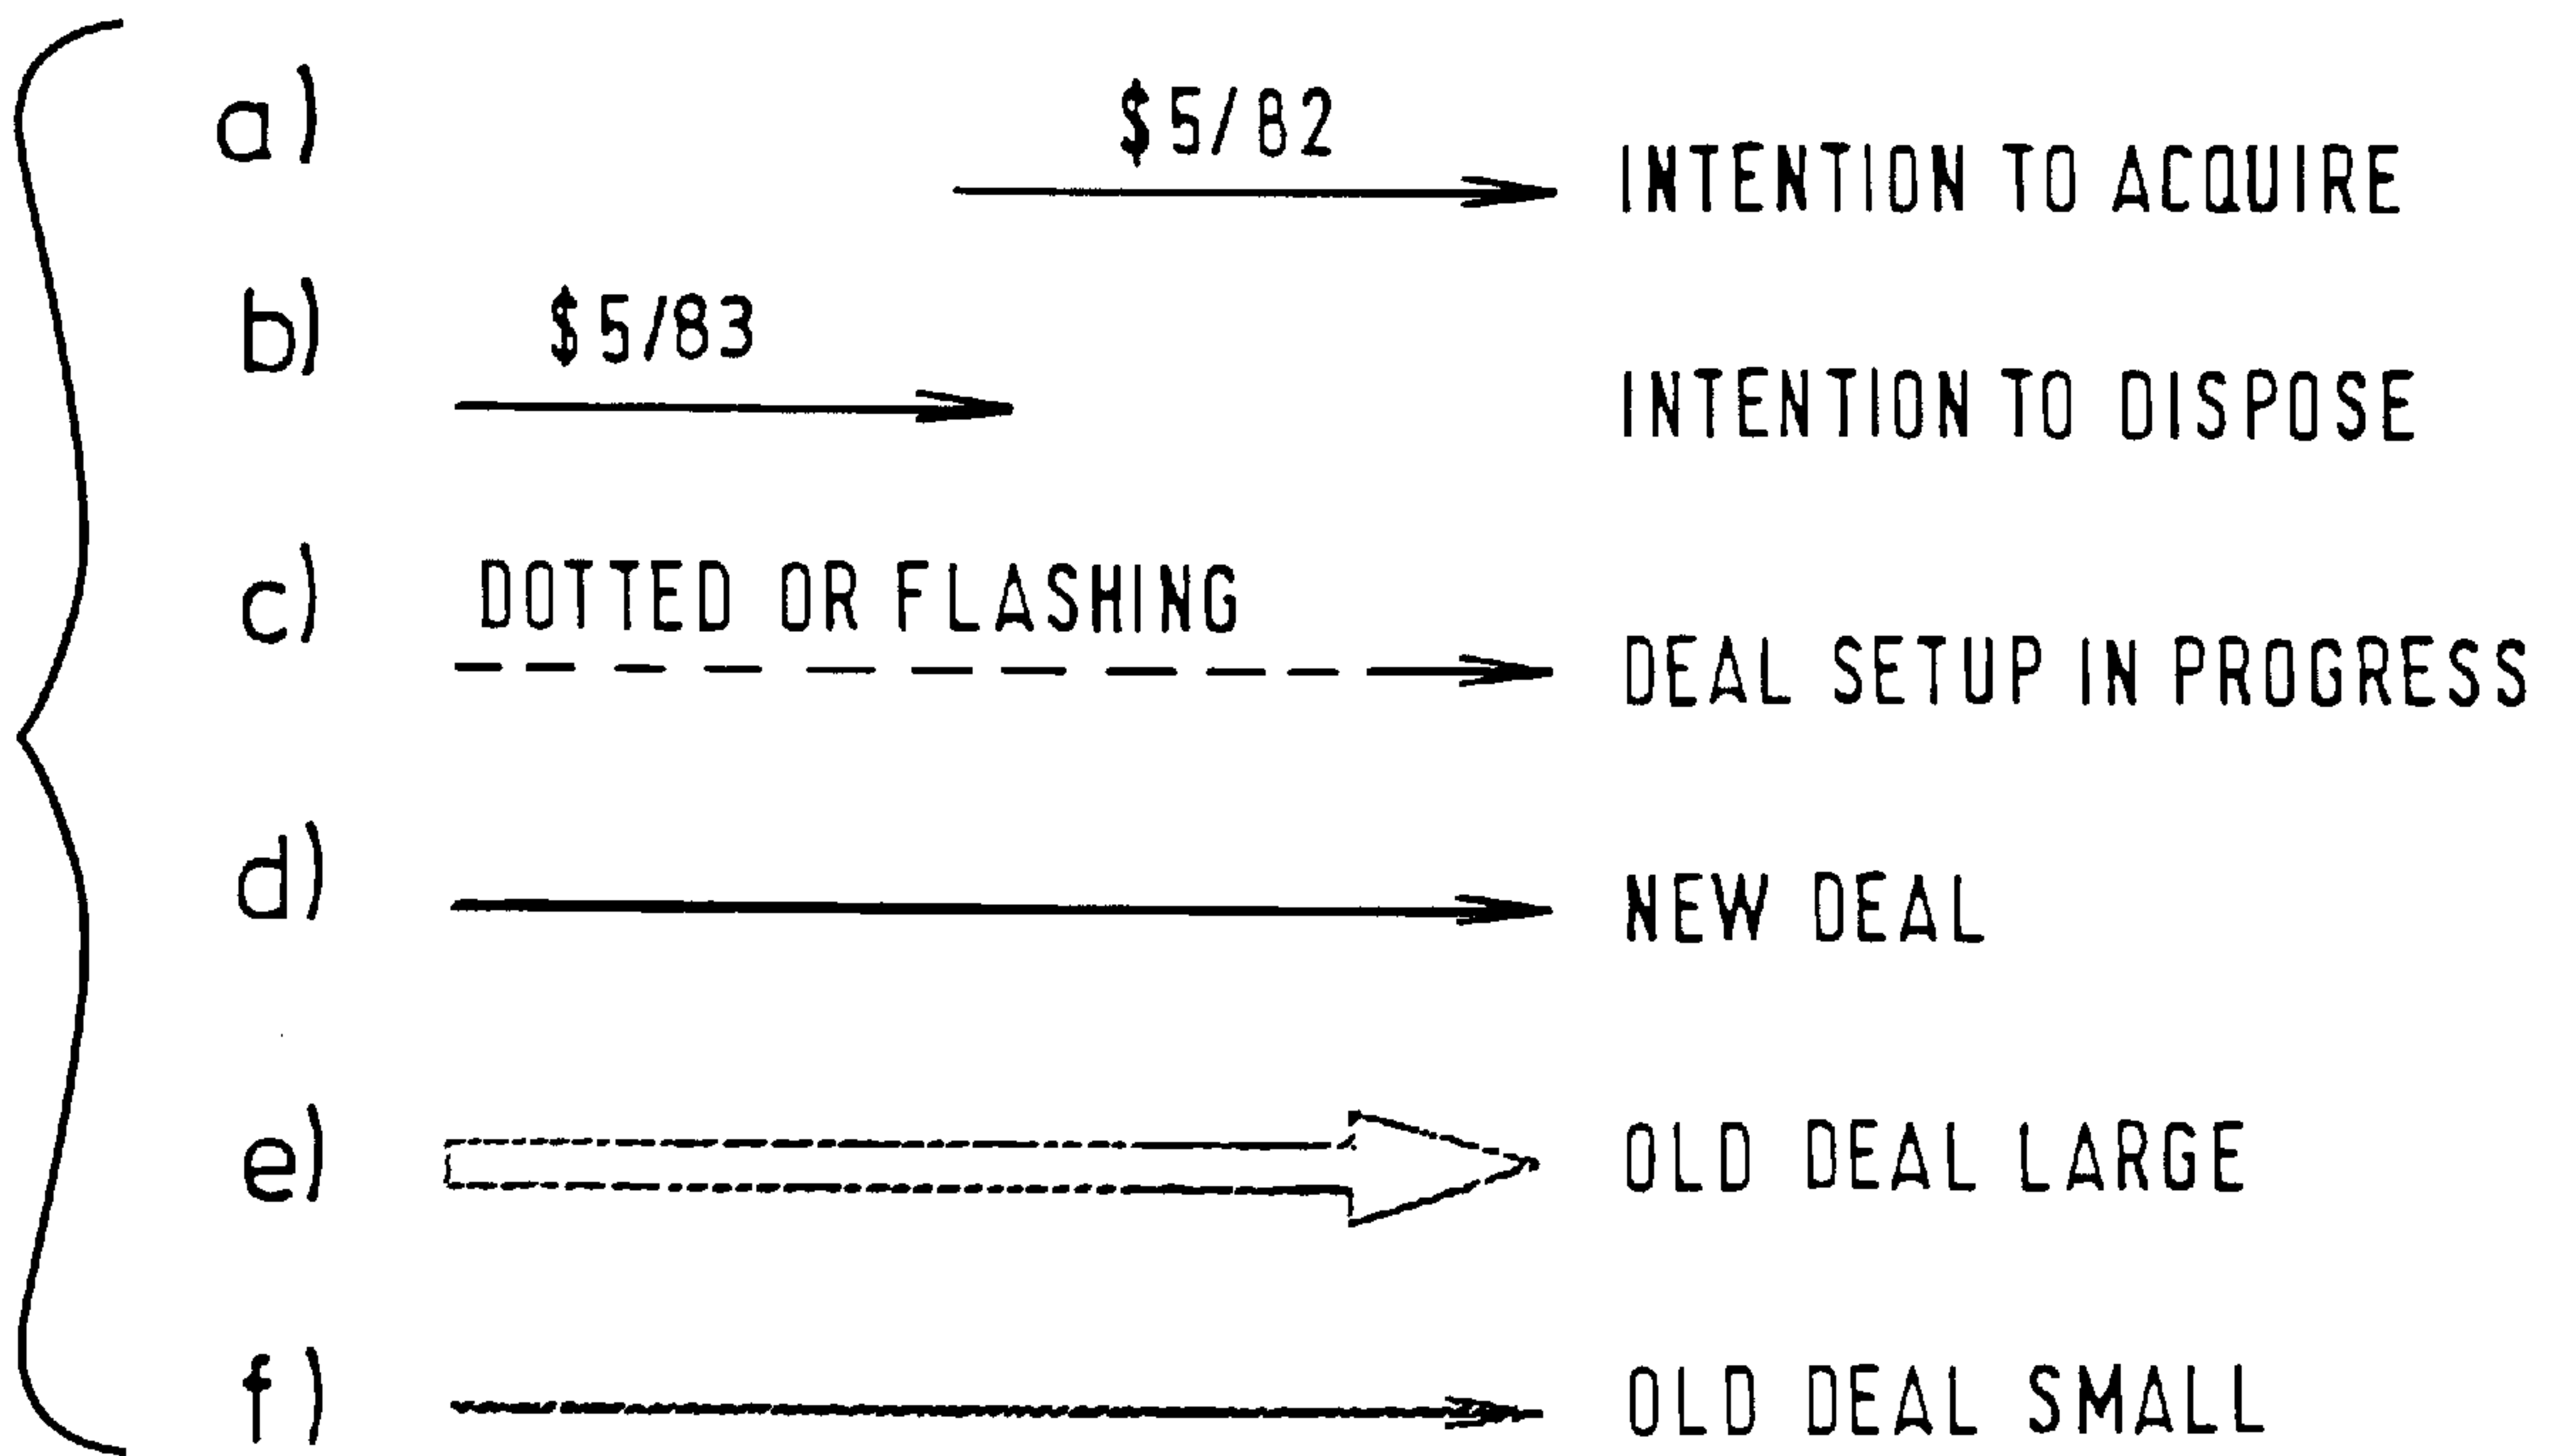 a) $5/82 INTENTION TO ACQUIRE
b) $5/83 INTENTION TO DISPOSE
c) DOTTED OR FLASHING DEAL SETUP IN PROGRESS
d) NEW DEAL
e) OLD DEAL LARGE
f) OLD DEAL SMALL